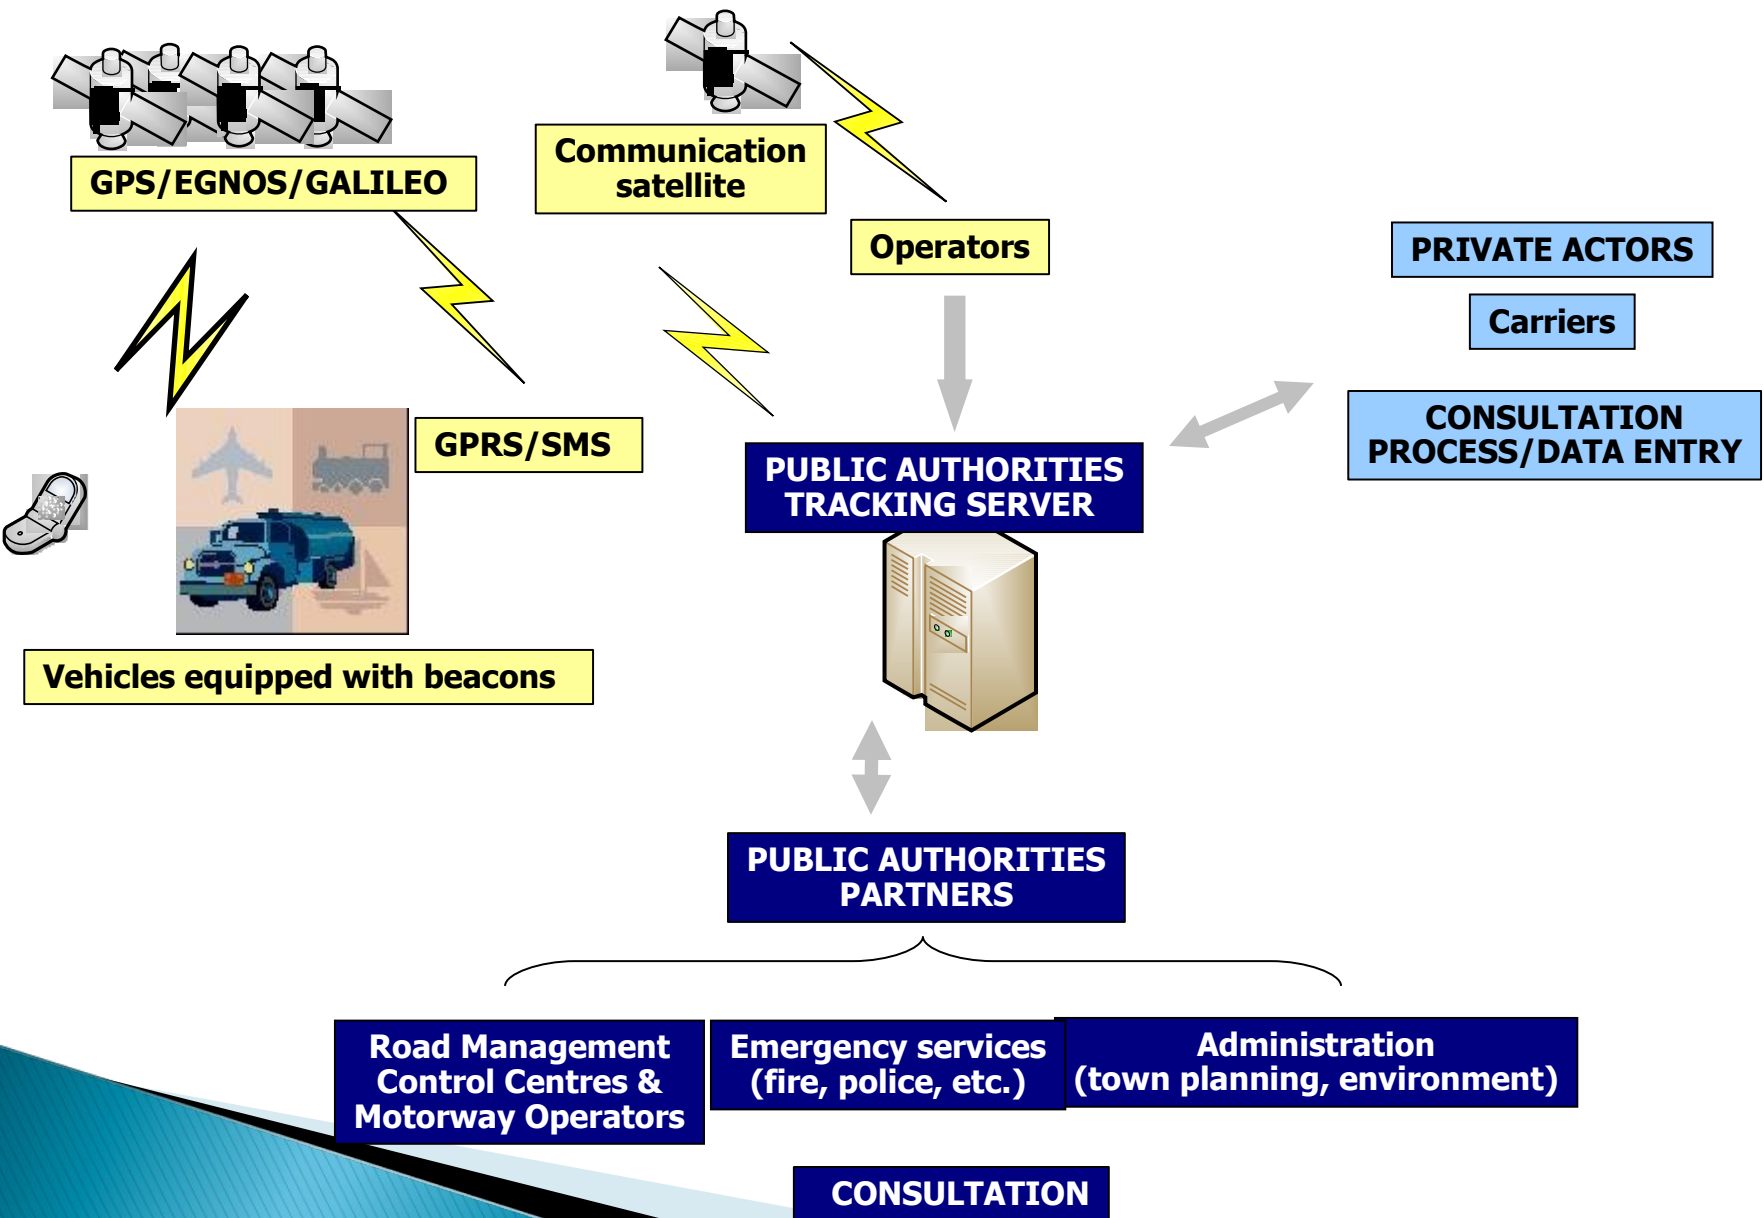 GPS/EGNOS/GALILEO
Communication
satellite
Operators
PRIVATE ACTORS
Carriers
CONSULTATION
PROCESS/DATA ENTRY
GPRS/SMS
PUBLIC AUTHORITIES
TRACKING SERVER
Vehicles equipped with beacons
PUBLIC AUTHORITIES
PARTNERS
Road Management
Control Centres &
Motorway Operators
Emergency services
(fire, police, etc.)
Administration
(town planning, environment)
CONSULTATION